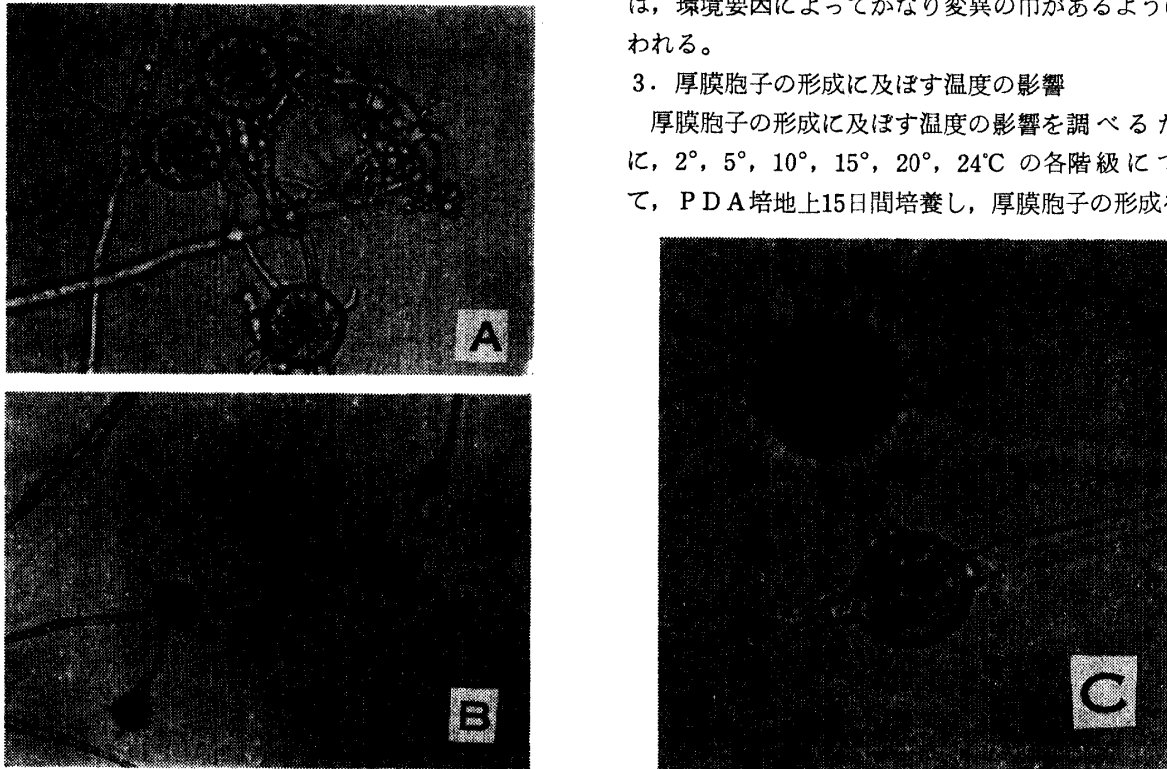 は，環境要因によってかなり変異の巾があるように
われる。
3．厚膜胞子の形成に及ぼす温度の影響
厚膜胞子の形成に及ぼす温度の影響を調べるた
に，2°，5°，10°，15°，20°，24℃の各階級につ
て，PDA培地上15日間培養し，厚膜胞子の形成を
A
B
C